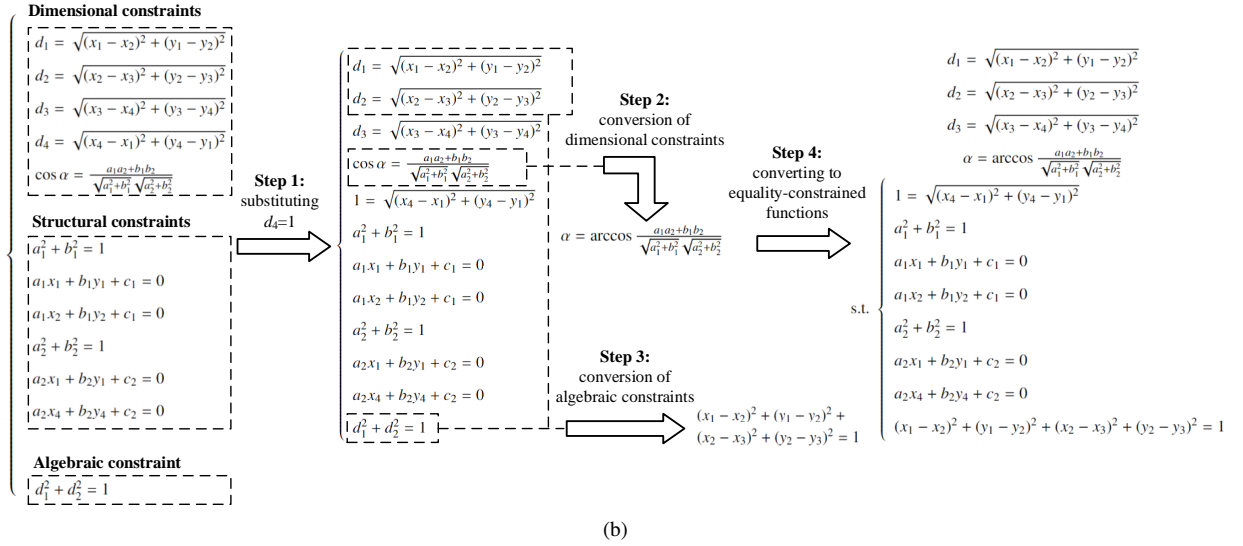 Dimensional constraints
d₁ = √((x₁ − x₂)² + (y₁ − y₂)²)
d₂ = √((x₂ − x₃)² + (y₂ − y₃)²)
d₃ = √((x₃ − x₄)² + (y₃ − y₄)²)
d₄ = √((x₄ − x₁)² + (y₄ − y₁)²)
cos α = (a₁a₂+b₁b₂)/(√(a₁²+b₁²) √(a₂²+b₂²))
Structural constraints
a₁² + b₁² = 1
a₁x₁ + b₁y₁ + c₁ = 0
a₁x₂ + b₁y₂ + c₁ = 0
a₂² + b₂² = 1
a₂x₁ + b₂y₁ + c₂ = 0
a₂x₄ + b₂y₄ + c₂ = 0
Algebraic constraint
d₁² + d₂² = 1
Step 1:
substituting
d₄=1
d₁ = √((x₁ − x₂)² + (y₁ − y₂)²)
d₂ = √((x₂ − x₃)² + (y₂ − y₃)²)
d₃ = √((x₃ − x₄)² + (y₃ − y₄)²)
cos α = (a₁a₂+b₁b₂)/(√(a₁²+b₁²) √(a₂²+b₂²))
1 = √((x₄ − x₁)² + (y₄ − y₁)²)
a₁² + b₁² = 1
a₁x₁ + b₁y₁ + c₁ = 0
a₁x₂ + b₁y₂ + c₁ = 0
a₂² + b₂² = 1
a₂x₁ + b₂y₁ + c₂ = 0
a₂x₄ + b₂y₄ + c₂ = 0
d₁² + d₂² = 1
Step 2:
conversion of
dimensional constraints
α = arccos (a₁a₂+b₁b₂)/(√(a₁²+b₁²) √(a₂²+b₂²))
Step 3:
conversion of
algebraic constraints
(x₁ − x₂)² + (y₁ − y₂)² +
(x₂ − x₃)² + (y₂ − y₃)² = 1
Step 4:
converting to
equality-constrained
functions
d₁ = √((x₁ − x₂)² + (y₁ − y₂)²)
d₂ = √((x₂ − x₃)² + (y₂ − y₃)²)
d₃ = √((x₃ − x₄)² + (y₃ − y₄)²)
α = arccos (a₁a₂+b₁b₂)/(√(a₁²+b₁²) √(a₂²+b₂²))
s.t.
1 = √((x₄ − x₁)² + (y₄ − y₁)²)
a₁² + b₁² = 1
a₁x₁ + b₁y₁ + c₁ = 0
a₁x₂ + b₁y₂ + c₁ = 0
a₂² + b₂² = 1
a₂x₁ + b₂y₁ + c₂ = 0
a₂x₄ + b₂y₄ + c₂ = 0
(x₁ − x₂)² + (y₁ − y₂)² + (x₂ − x₃)² + (y₂ − y₃)² = 1
(b)